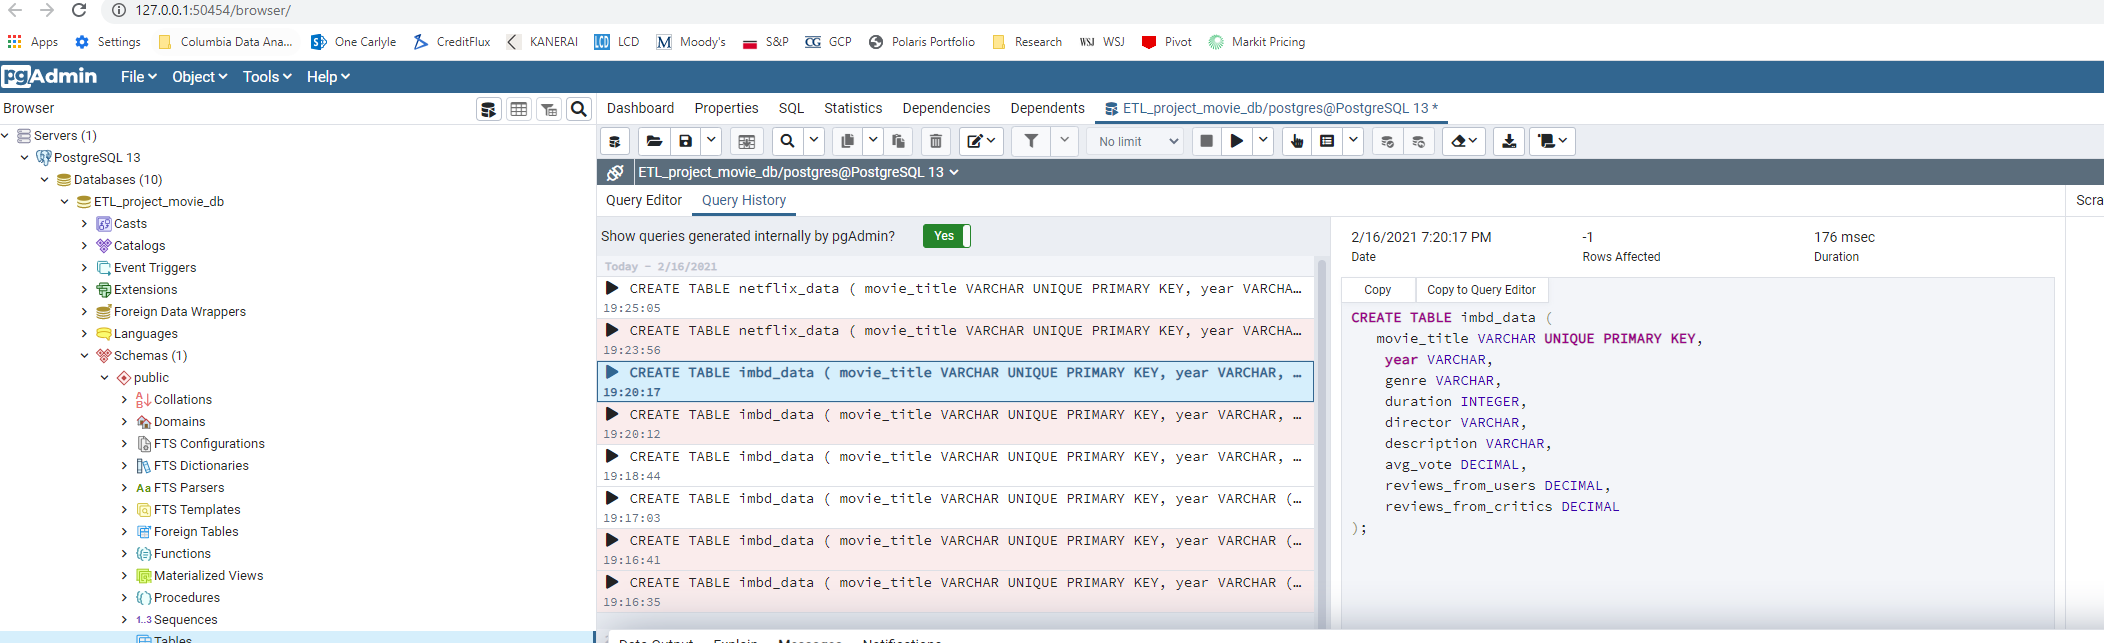 127.0.0.1:50454/browser/
Apps Settings Columbia Data Ana... One Carlyle CreditFlux KANERAI LCD LCD M Moody's S&P CG GCP Polaris Portfolio Research WSJ WSJ Pivot Markit Pricing
pgAdmin File Object Tools Help
Browser
Dashboard Properties SQL Statistics Dependencies Dependents ETL_project_movie_db/postgres@PostgreSQL 13 *
No limit
ETL_project_movie_db/postgres@PostgreSQL 13
Servers (1)
PostgreSQL 13
Databases (10)
ETL_project_movie_db
Casts
Catalogs
Event Triggers
Extensions
Foreign Data Wrappers
Languages
Schemas (1)
public
Collations
Domains
FTS Configurations
FTS Dictionaries
Aa FTS Parsers
FTS Templates
Foreign Tables
Functions
Materialized Views
Procedures
1..3 Sequences
Tables
Query Editor Query History
Scra
Show queries generated internally by pgAdmin? Yes
Today - 2/16/2021
CREATE TABLE netflix_data ( movie_title VARCHAR UNIQUE PRIMARY KEY, year VARCHA…
19:25:05
CREATE TABLE netflix_data ( movie_title VARCHAR UNIQUE PRIMARY KEY, year VARCHA…
19:23:56
CREATE TABLE imbd_data ( movie_title VARCHAR UNIQUE PRIMARY KEY, year VARCHAR, …
19:20:17
CREATE TABLE imbd_data ( movie_title VARCHAR UNIQUE PRIMARY KEY, year VARCHAR, …
19:20:12
CREATE TABLE imbd_data ( movie_title VARCHAR UNIQUE PRIMARY KEY, year VARCHAR, …
19:18:44
CREATE TABLE imbd_data ( movie_title VARCHAR UNIQUE PRIMARY KEY, year VARCHAR (…
19:17:03
CREATE TABLE imbd_data ( movie_title VARCHAR UNIQUE PRIMARY KEY, year VARCHAR (…
19:16:41
CREATE TABLE imbd_data ( movie_title VARCHAR UNIQUE PRIMARY KEY, year VARCHAR (…
19:16:35
2/16/2021 7:20:17 PM -1 176 msec
Date Rows Affected Duration
Copy Copy to Query Editor
CREATE TABLE imbd_data (
movie_title VARCHAR UNIQUE PRIMARY KEY,
year VARCHAR,
genre VARCHAR,
duration INTEGER,
director VARCHAR,
description VARCHAR,
avg_vote DECIMAL,
reviews_from_users DECIMAL,
reviews_from_critics DECIMAL
);
Data Output Explain Messages Notifications